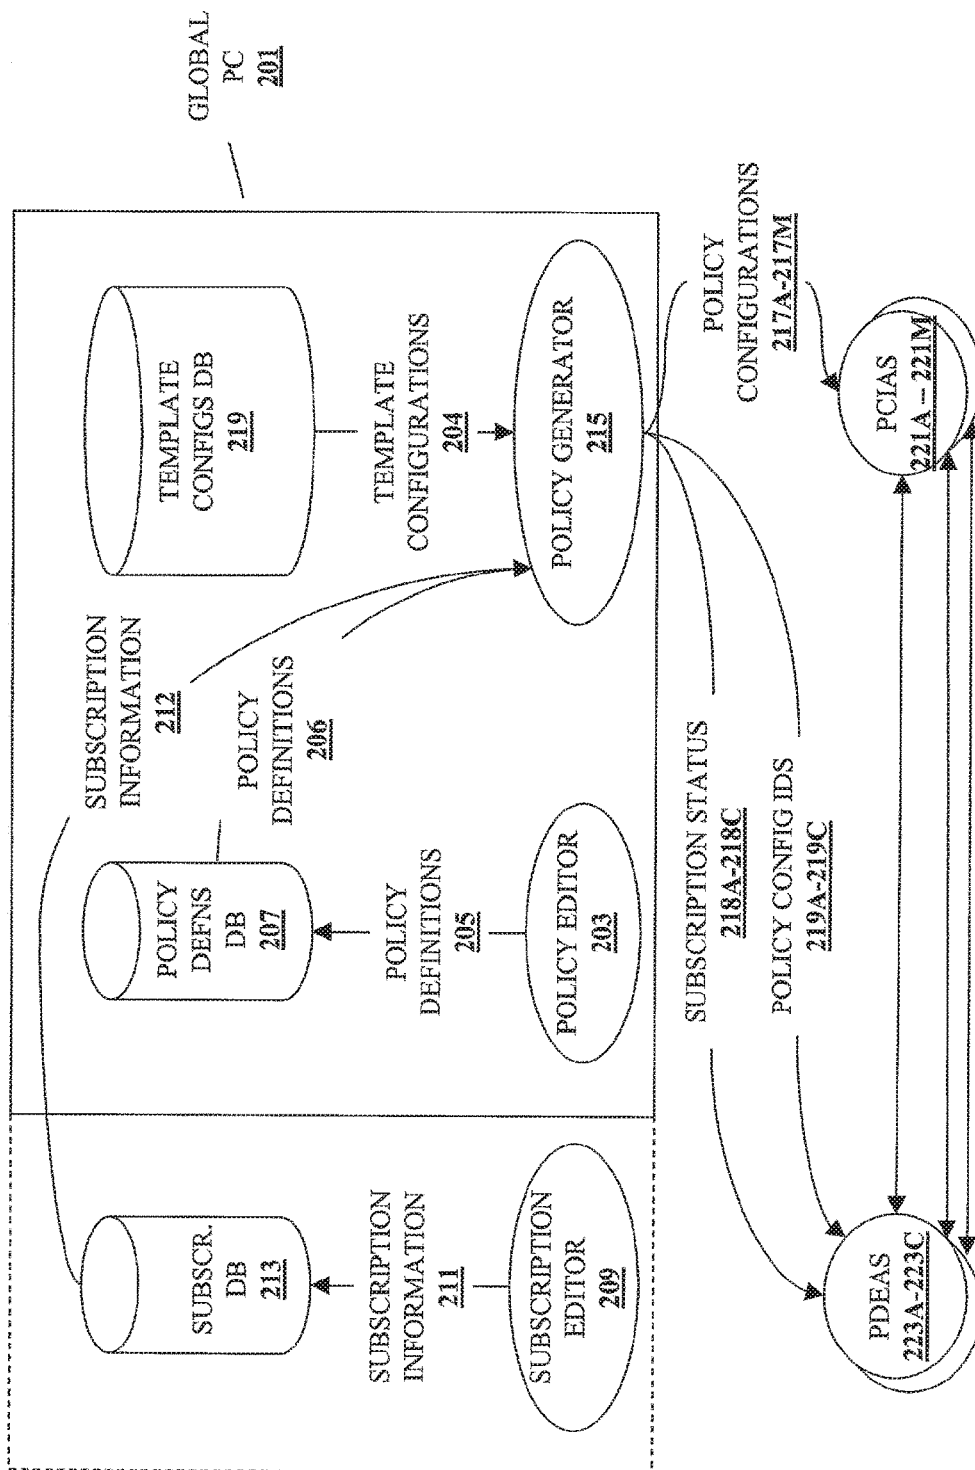 GLOBAL
PC
201
SUBSCRIPTION
INFORMATION
212
SUBSCR.
DB
213
POLICY
DEFNS
DB
207
POLICY
DEFINITIONS
206
TEMPLATE
CONFIGS DB
219
SUBSCRIPTION
INFORMATION
211
POLICY
DEFINITIONS
205
TEMPLATE
CONFIGURATIONS
204
SUBSCRIPTION
EDITOR
209
POLICY EDITOR
203
POLICY GENERATOR
215
SUBSCRIPTION STATUS
218A-218C
POLICY CONFIG IDS
219A-219C
POLICY
CONFIGURATIONS
217A-217M
PDEAS
223A-223C
PCIAS
221A – 221M